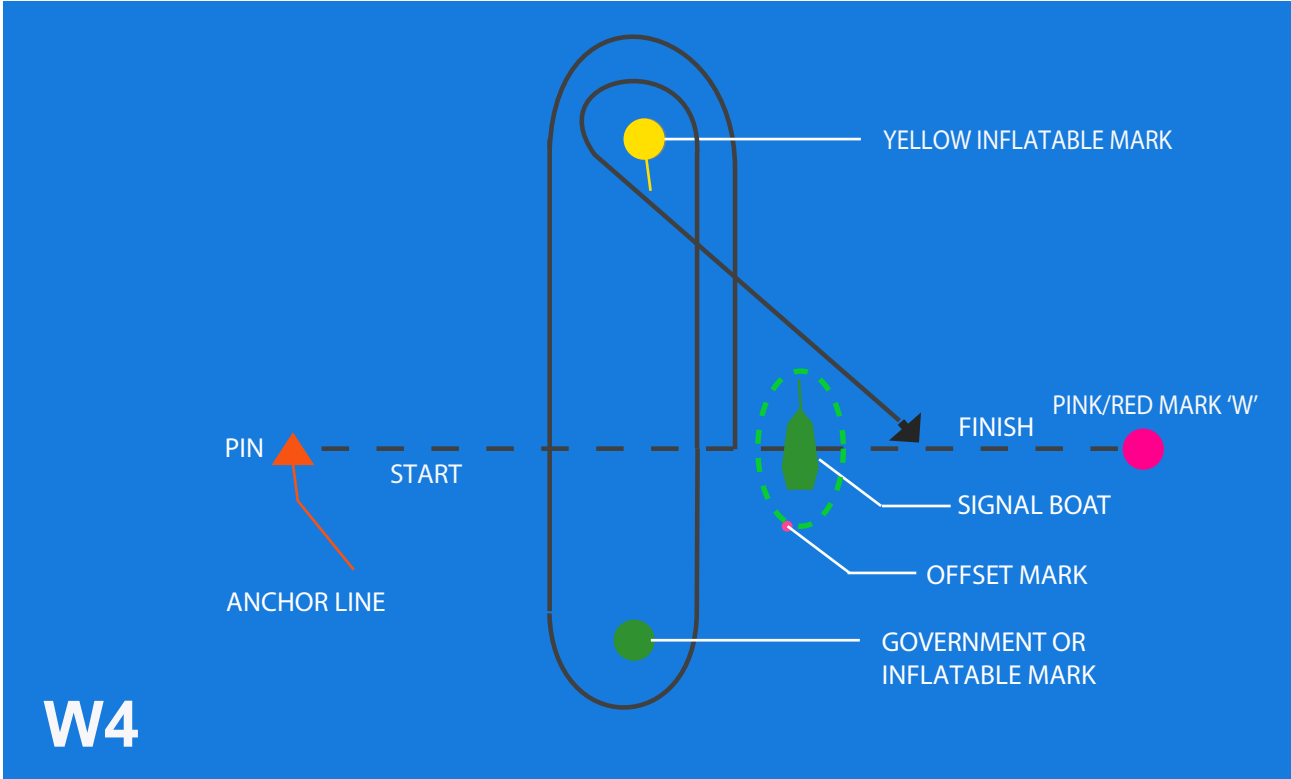 YELLOW INFLATABLE MARK
PINK/RED MARK ‘W’
FINISH
PIN
START
SIGNAL BOAT
OFFSET MARK
ANCHOR LINE
GOVERNMENT OR
INFLATABLE MARK
W4